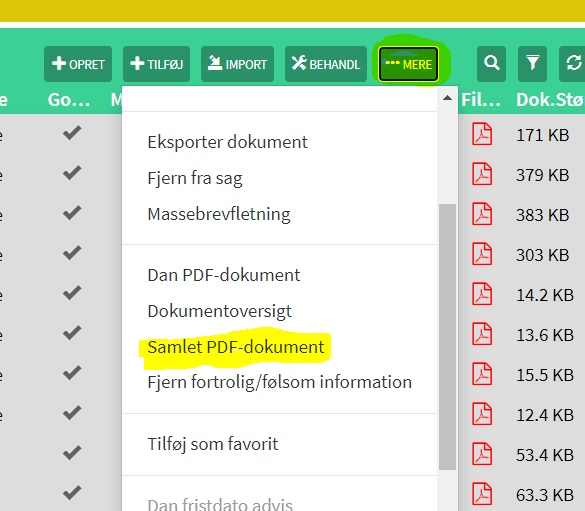 OPRET TILFØJ IMPORT BEHANDL MERE
e Go... M Fil... Dok.Stø
Eksporter dokument
Fjern fra sag
Massebrevfletning
Dan PDF-dokument
Dokumentoversigt
Samlet PDF-dokument
Fjern fortrolig/følsom information
Tilføj som favorit
Dan fristdato advis
e 171 KB
e 379 KB
e 383 KB
e 303 KB
e 14.2 KB
e 13.6 KB
e 15.5 KB
e 12.4 KB
53.4 KB
63.3 KB